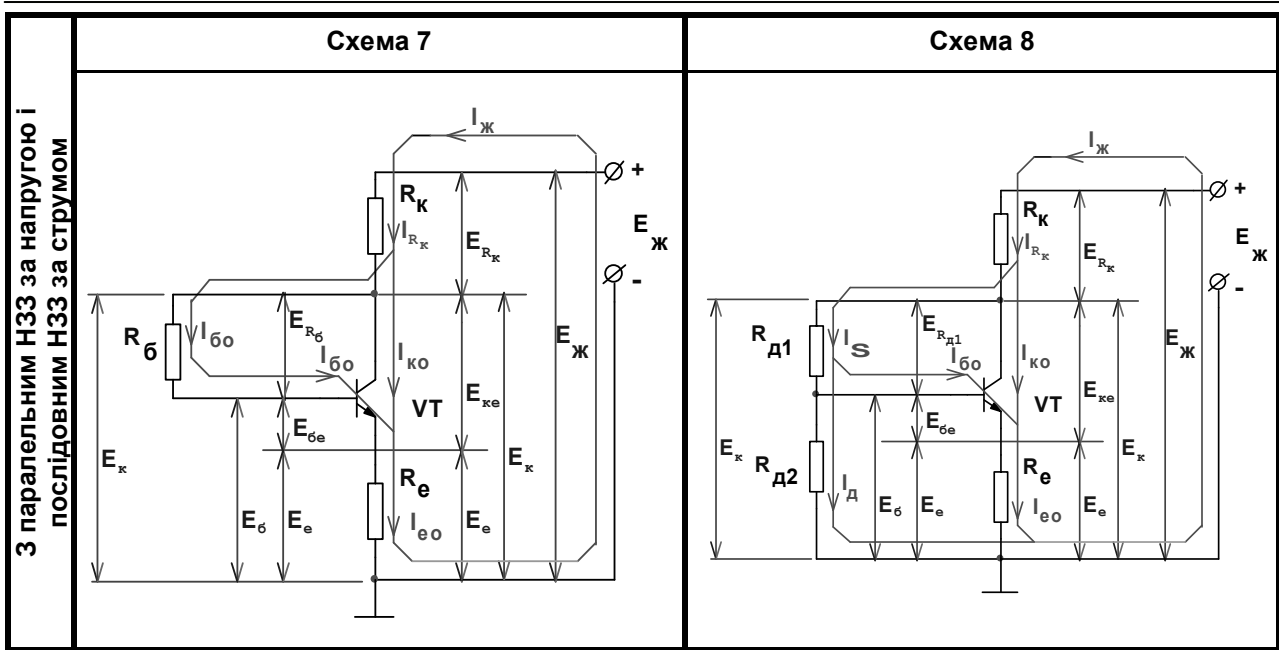 Схема 7
Схема 8
З паралельним НЗЗ за напругою і
послідовним НЗЗ за струмом
Iж
+
Rк
IRк
ERк
Eж
-
Rб
Iбо
ERб
Iбо
Iко
Eж
VT
Eке
Eбе
Eк
Eк
Rе
Eб
Eе
Iео
Eе
Iж
+
Rк
IRк
ERк
Eж
-
Rд1
IS
ERд1
Iбо
Iко
Eж
VT
Eке
Eбе
Eк
Eк
Rд2
Rе
Iд
Eб
Eе
Iео
Eе